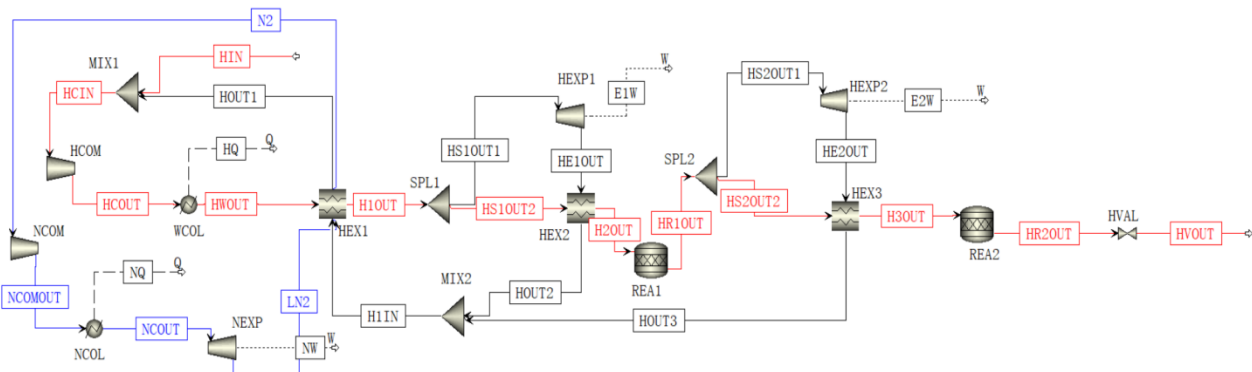 N2
MIX1
HIN
HCIN
HOUT1
HCOM
HQ
Q
HCOUT
WCOL
HWOUT
HEX1
H1OUT
SPL1
HS1OUT1
HS1OUT2
HEXP1
E1W
W
HE1OUT
HEX2
H2OUT
REA1
HR1OUT
SPL2
HS2OUT1
HS2OUT2
HEXP2
E2W
W
HE2OUT
HEX3
H3OUT
REA2
HR2OUT
HVAL
HVOUT
NCOM
NCOMOUT
NQ
Q
NCOL
NCOUT
NEXP
NW
W
LN2
H1IN
MIX2
HOUT2
HOUT3